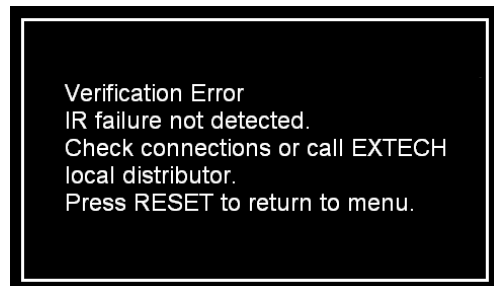 Verification Error
IR failure not detected.
Check connections or call EXTECH
local distributor.
Press RESET to return to menu.